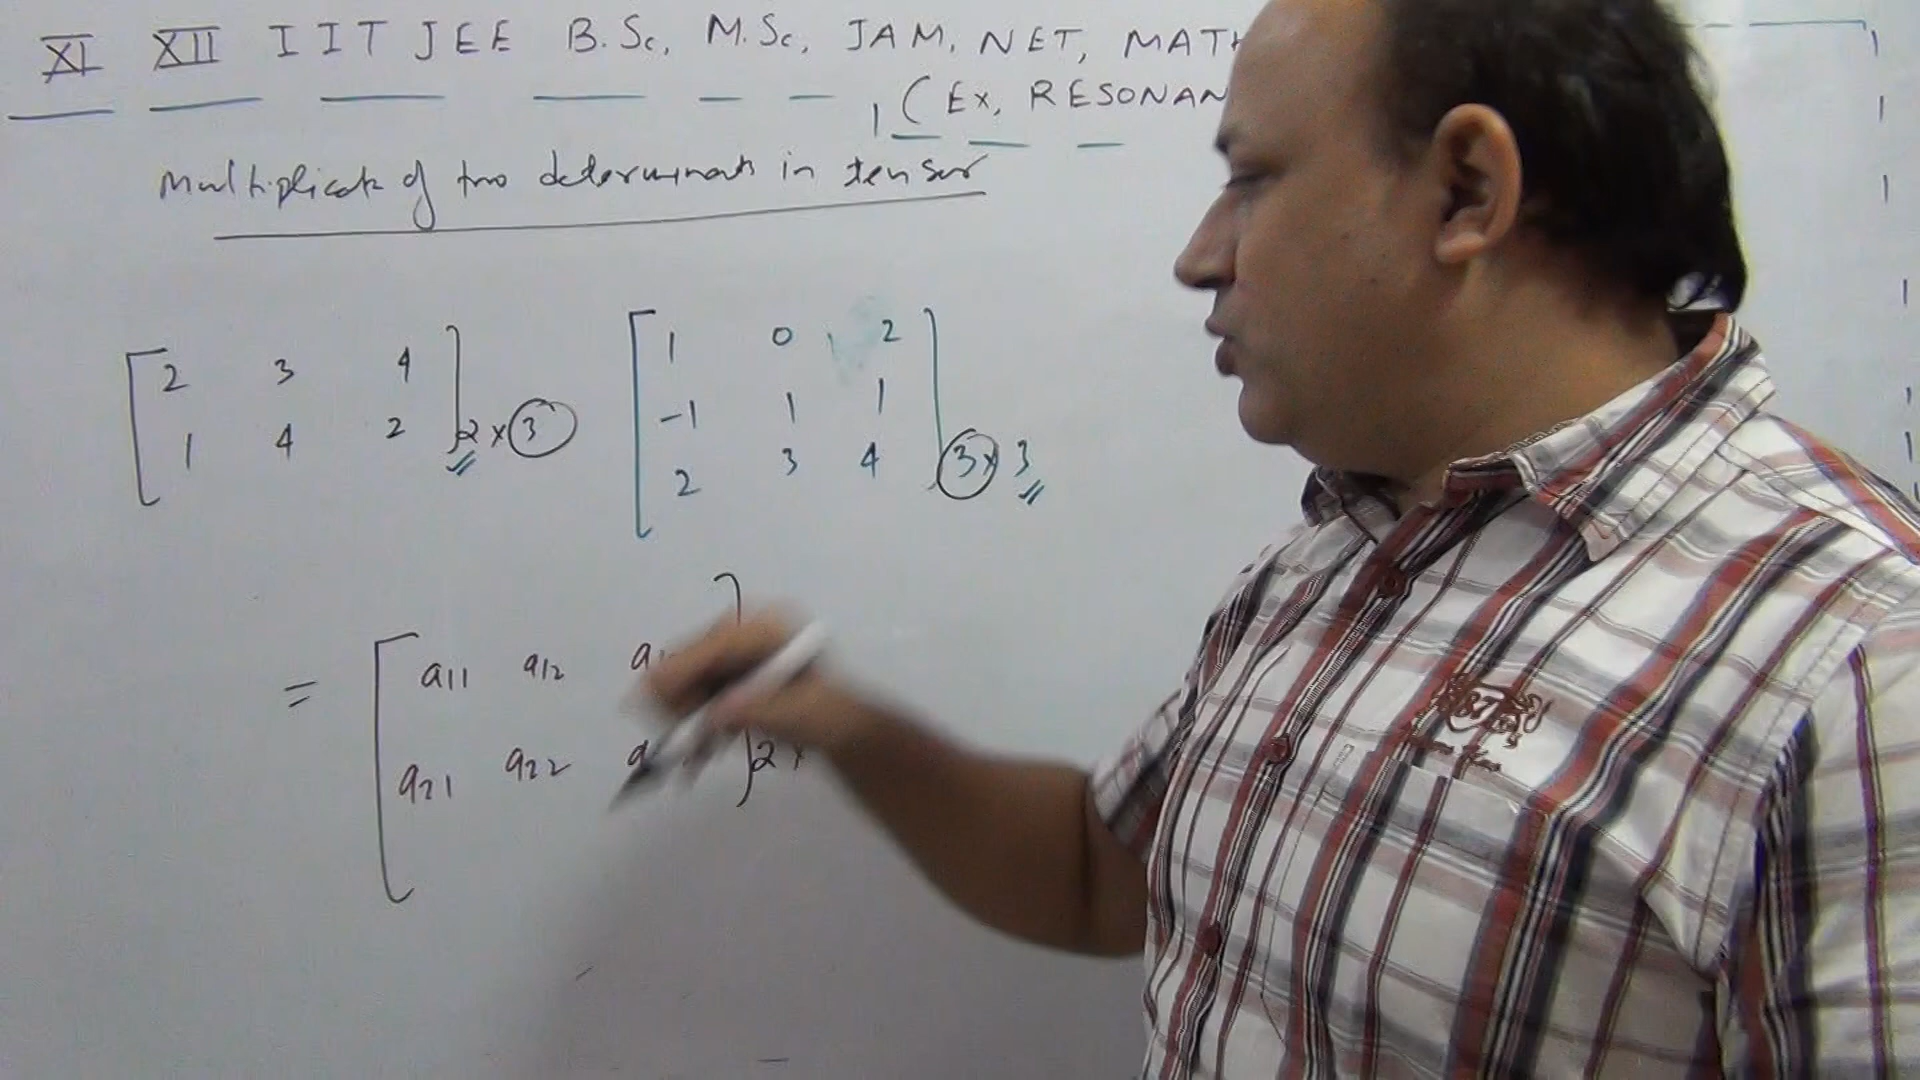 XI XII IIT JEE B.Sc, M.Sc, JAM, NET, MATH
(EX, RESONAN
Multiplicat of two determinants in tensor
2 3 4
1 4 2 2 × 3
1 0 2
-1 1 1
2 3 4 3 × 3
= a11 a12 a1
a21 a22 a 2 ×